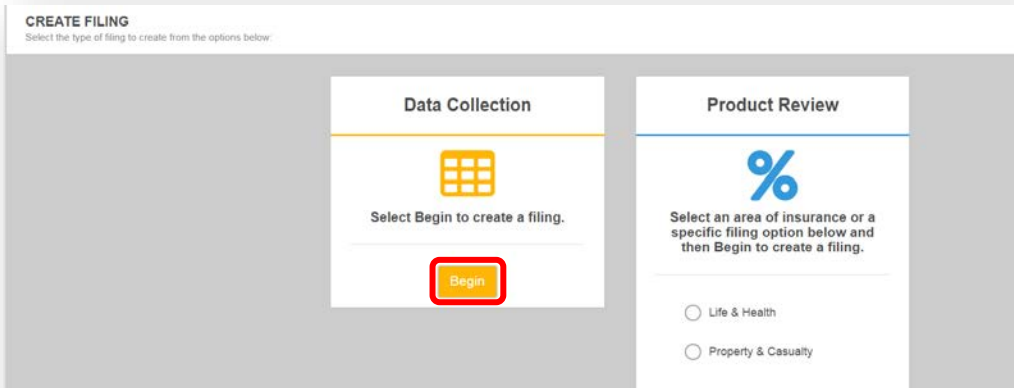 CREATE FILING
Select the type of filing to create from the options below:
Data Collection
Select Begin to create a filing.
Begin
Product Review
%
Select an area of insurance or a
specific filing option below and
then Begin to create a filing.
Life & Health
Property & Casualty